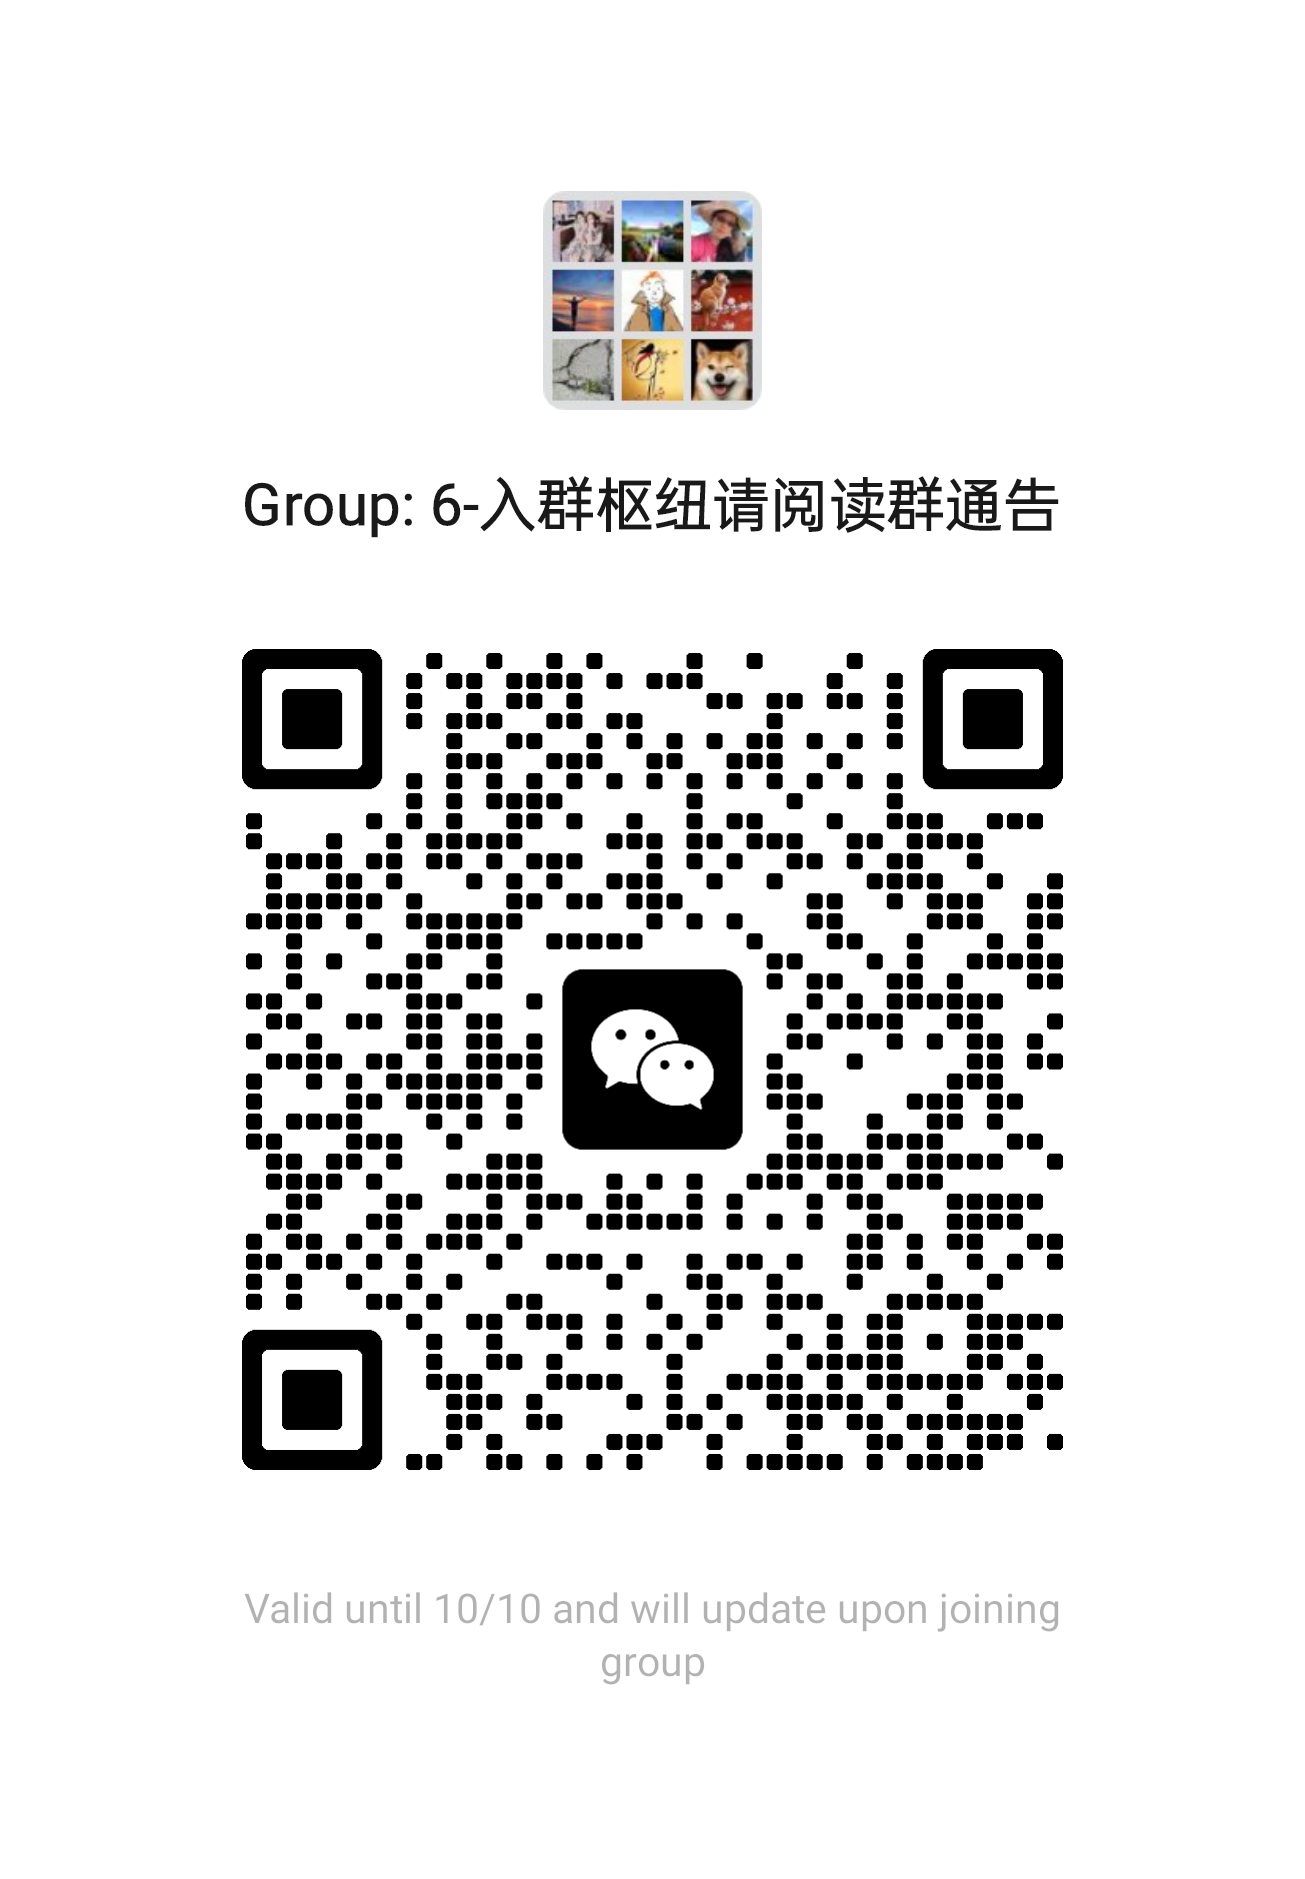 Group: 6-入群枢纽请阅读群通告
Valid until 10/10 and will update upon joining
group